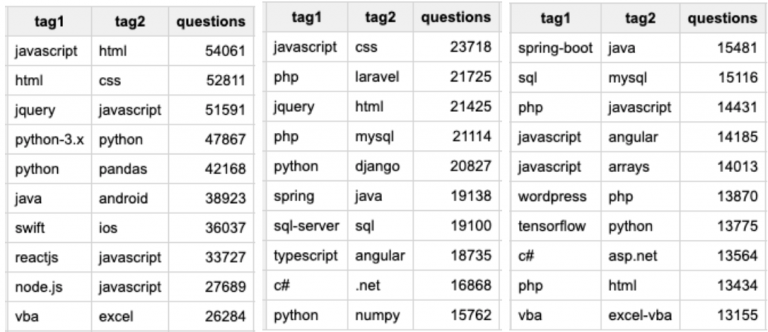 tag1 tag2 questions
javascript html 54061
html css 52811
jquery javascript 51591
python-3.x python 47867
python pandas 42168
java android 38923
swift ios 36037
reactjs javascript 33727
node.js javascript 27689
vba excel 26284
tag1 tag2 questions
javascript css 23718
php laravel 21725
jquery html 21425
php mysql 21114
python django 20827
spring java 19138
sql-server sql 19100
typescript angular 18735
c# .net 16868
python numpy 15762
tag1 tag2 questions
spring-boot java 15481
sql mysql 15116
php javascript 14431
javascript angular 14185
javascript arrays 14013
wordpress php 13870
tensorflow python 13775
c# asp.net 13564
php html 13434
vba excel-vba 13155